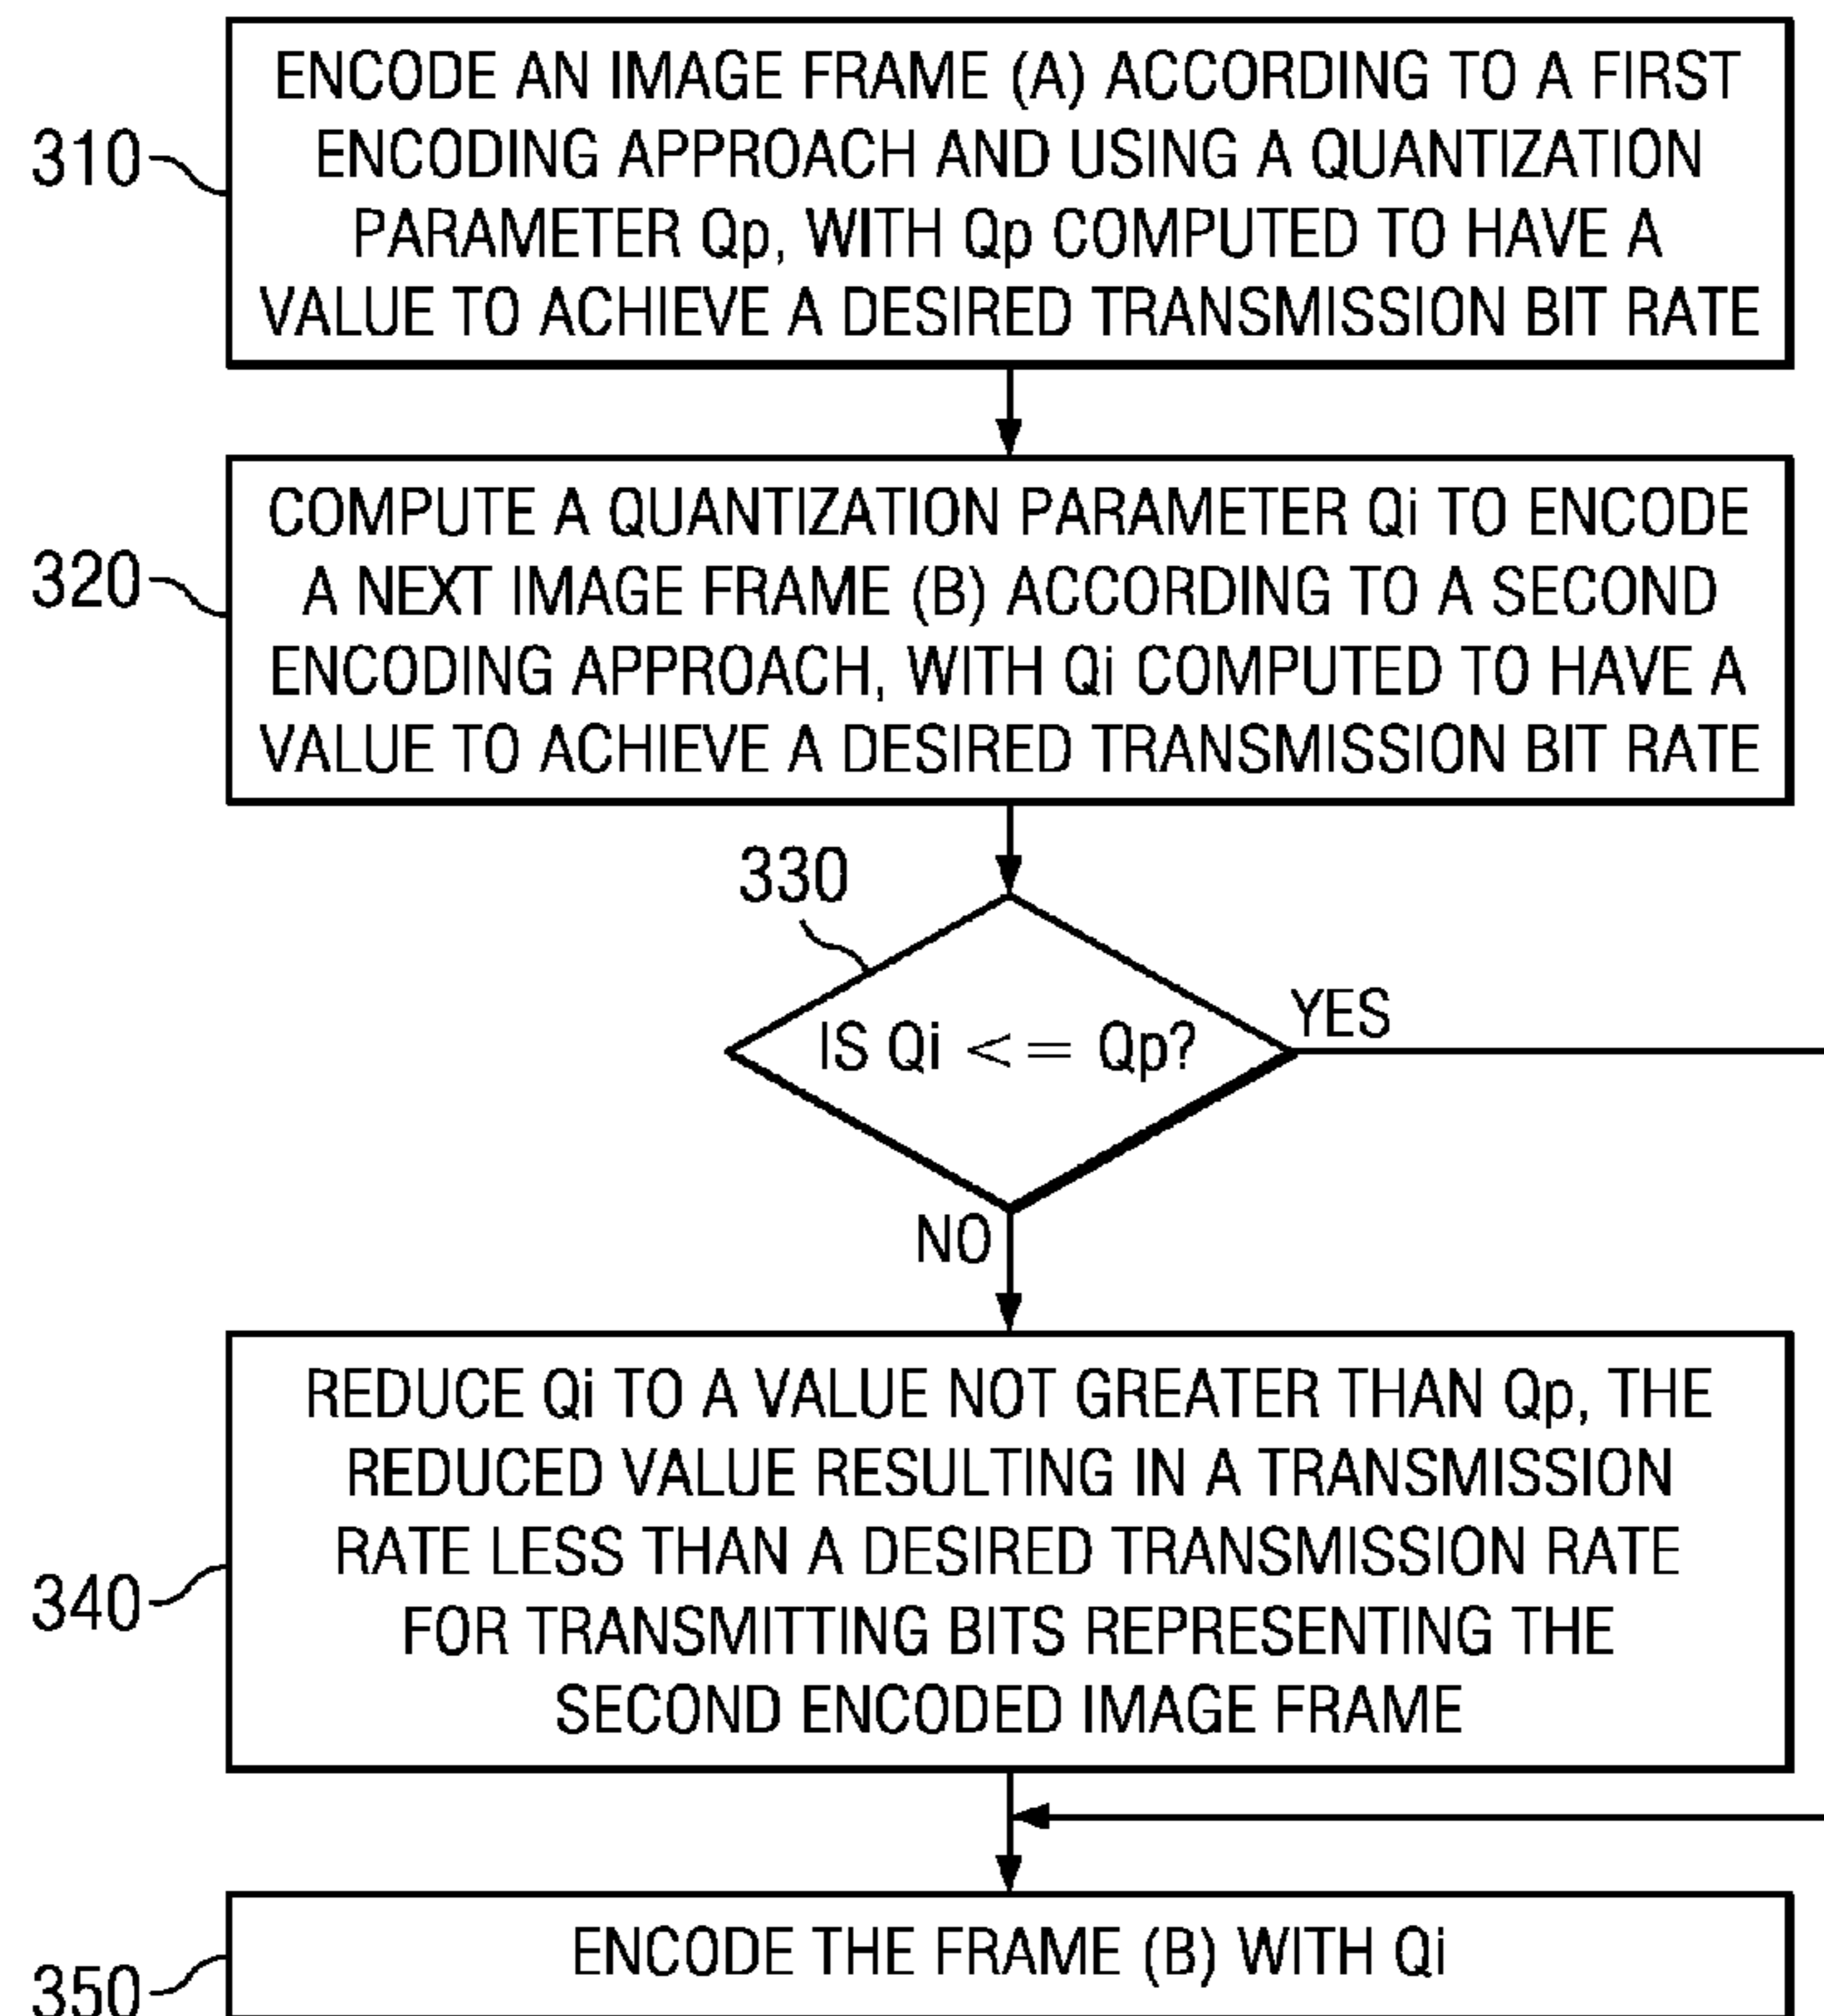 ENCODE AN IMAGE FRAME (A) ACCORDING TO A FIRST
ENCODING APPROACH AND USING A QUANTIZATION
PARAMETER Qp, WITH Qp COMPUTED TO HAVE A
VALUE TO ACHIEVE A DESIRED TRANSMISSION BIT RATE
310
COMPUTE A QUANTIZATION PARAMETER Qi TO ENCODE
A NEXT IMAGE FRAME (B) ACCORDING TO A SECOND
ENCODING APPROACH, WITH Qi COMPUTED TO HAVE A
VALUE TO ACHIEVE A DESIRED TRANSMISSION BIT RATE
320
330
IS Qi <= Qp?
YES
NO
REDUCE Qi TO A VALUE NOT GREATER THAN Qp, THE
REDUCED VALUE RESULTING IN A TRANSMISSION
RATE LESS THAN A DESIRED TRANSMISSION RATE
FOR TRANSMITTING BITS REPRESENTING THE
SECOND ENCODED IMAGE FRAME
340
ENCODE THE FRAME (B) WITH Qi
350